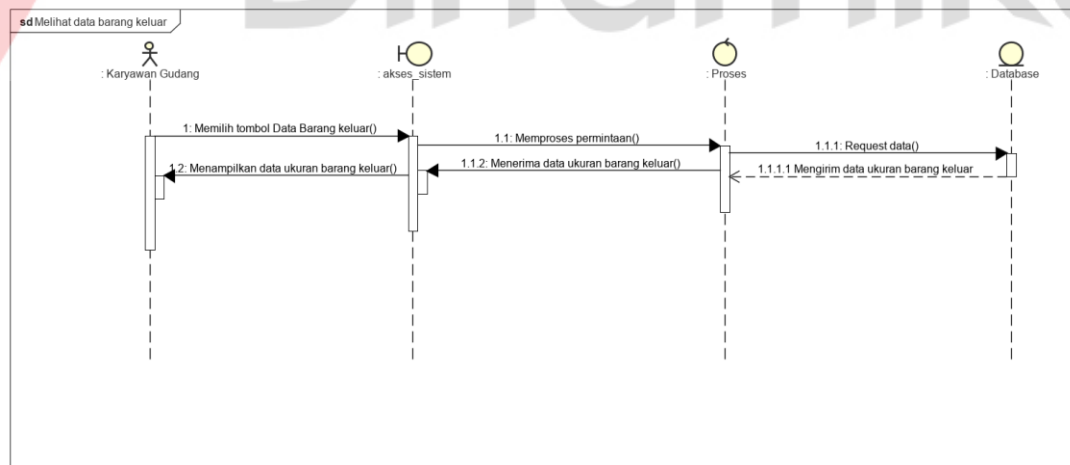 sd Melihat data barang keluar
: Karyawan Gudang
: akses_sistem
: Proses
: Database
1: Memilih tombol Data Barang keluar()
1.1: Memproses permintaan()
1.1.1: Request data()
1.2: Menampilkan data ukuran barang keluar()
1.1.2: Menerima data ukuran barang keluar()
1.1.1.1 Mengirim data ukuran barang keluar